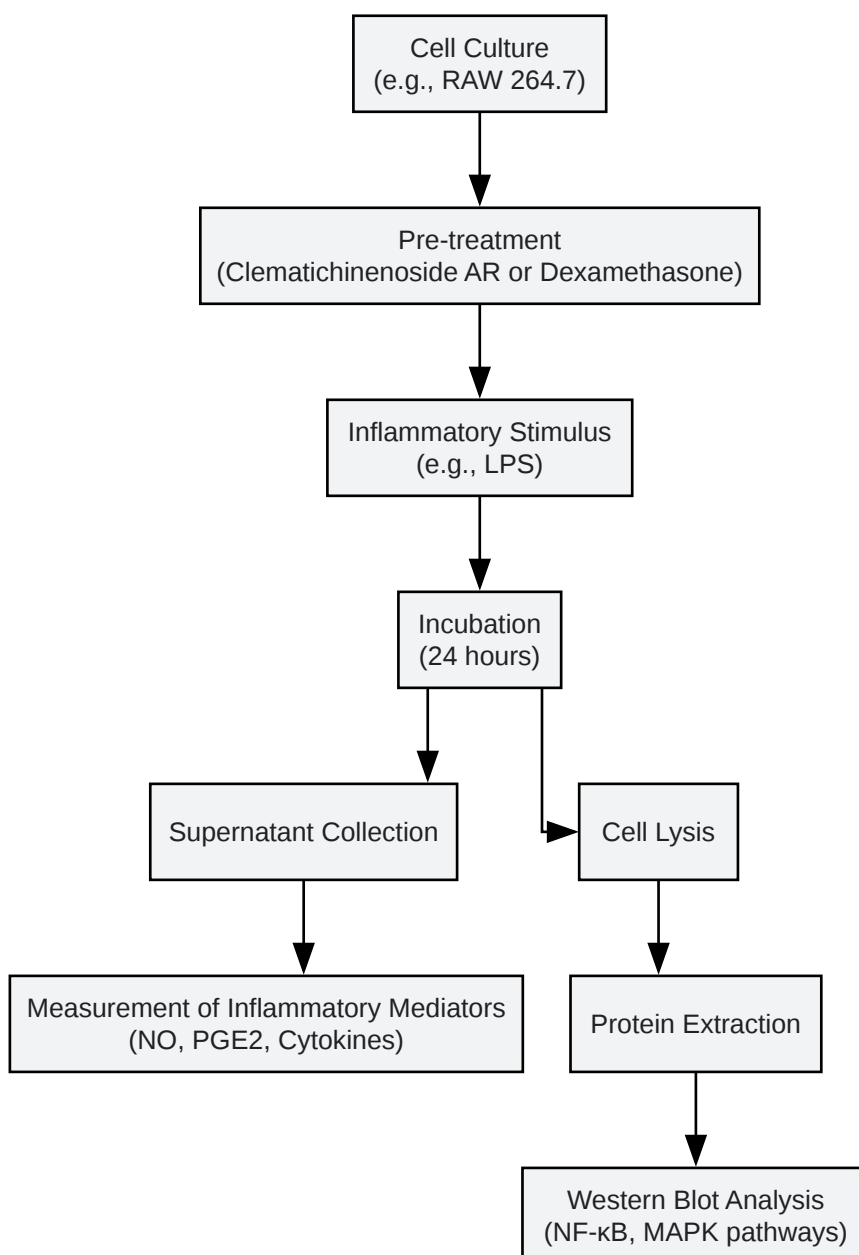 Cell Culture
(e.g., RAW 264.7)
Pre-treatment
(Clematichinenoside AR or Dexamethasone)
Inflammatory Stimulus
(e.g., LPS)
Incubation
(24 hours)
Supernatant Collection
Cell Lysis
Measurement of Inflammatory Mediators
(NO, PGE2, Cytokines)
Protein Extraction
Western Blot Analysis
(NF-κB, MAPK pathways)